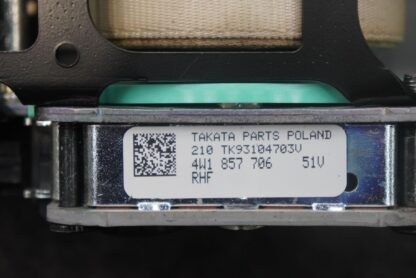 TAKATA PARTS POLAND
210 TK93104703V
4W1 857 706 51V
RHF